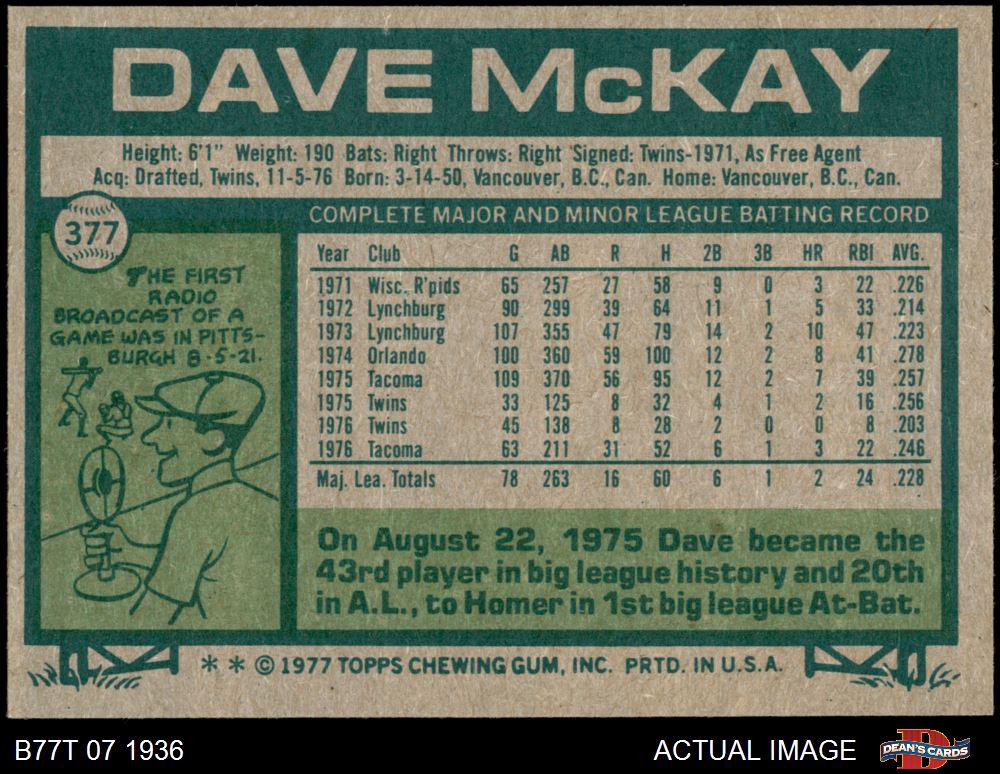 DAVE McKAY
Height: 6'1" Weight: 190 Bats: Right Throws: Right Signed: Twins-1971, As Free Agent
Acq: Drafted, Twins, 11-5-76 Born: 3-14-50, Vancouver, B.C., Can. Home: Vancouver, B.C., Can.
377
THE FIRST
RADIO
BROADCAST OF A
GAME WAS IN PITTS-
BURGH 8-5-21.
COMPLETE MAJOR AND MINOR LEAGUE BATTING RECORD
Year Club G AB R H 2B 3B HR RBI AVG.
1971 Wisc. R'pids 65 257 27 58 9 0 3 22 .226
1972 Lynchburg 90 299 39 64 11 1 5 33 .214
1973 Lynchburg 107 355 47 79 14 2 10 47 .223
1974 Orlando 100 360 59 100 12 2 8 41 .278
1975 Tacoma 109 370 56 95 12 2 7 39 .257
1975 Twins 33 125 8 32 4 1 2 16 .256
1976 Twins 45 138 8 28 2 0 0 8 .203
1976 Tacoma 63 211 31 52 6 1 3 22 .246
Maj. Lea. Totals 78 263 16 60 6 1 2 24 .228
On August 22, 1975 Dave became the
43rd player in big league history and 20th
in A.L., to Homer in 1st big league At-Bat.
* * © 1977 TOPPS CHEWING GUM, INC. PRTD. IN U.S.A.
B77T 07 1936
ACTUAL IMAGE
DEAN'S CARDS